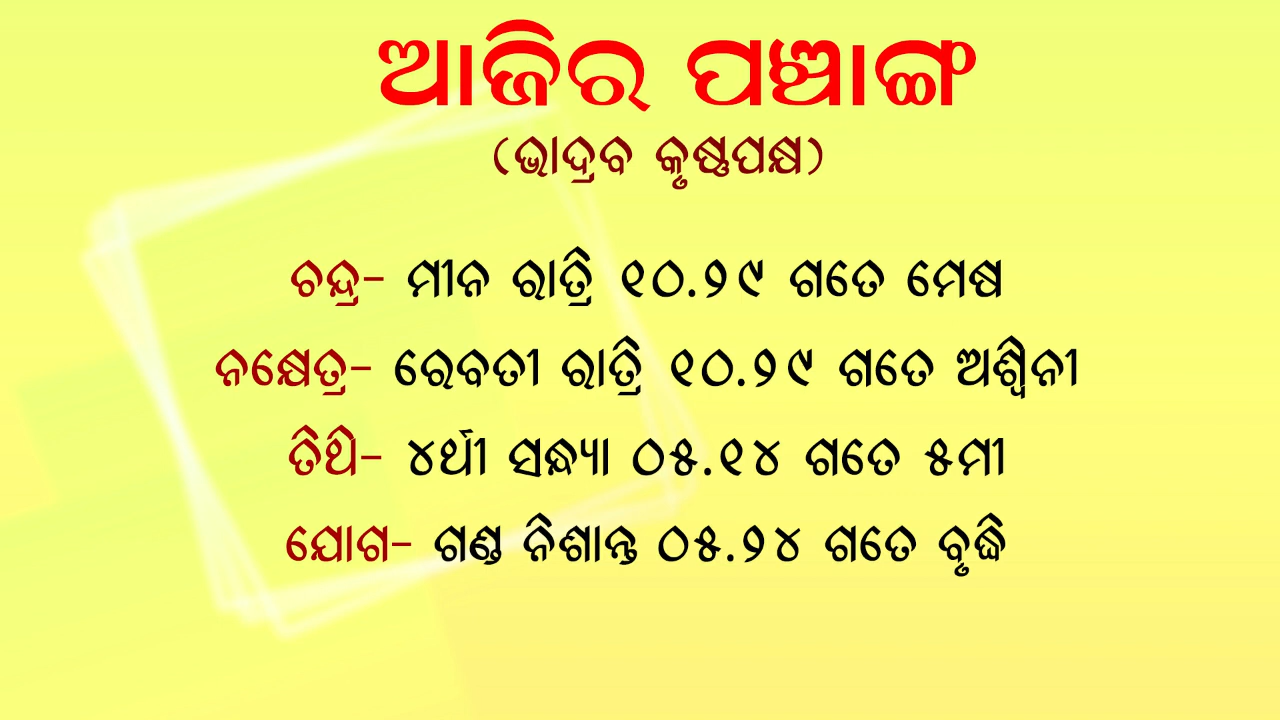 ଆଜିର ପଞ୍ଚାଙ୍ଗ
(ଭାଦ୍ରବ କୃଷ୍ଣପକ୍ଷ)
ଚନ୍ଦ୍ର- ମୀନ ରାତ୍ରି ୧୦.୨୯ ଗତେ ମେଷ
ନକ୍ଷେତ୍ର- ରେବତୀ ରାତ୍ରି ୧୦.୨୯ ଗତେ ଅଶ୍ୱିନୀ
ତିଥି- ୪ର୍ଥୀ ସନ୍ଧ୍ୟା ୦୫.୧୪ ଗତେ ୫ମୀ
ଯୋଗ- ଗଣ୍ଡ ନିଶାନ୍ତ ୦୫.୨୪ ଗତେ ବୃଦ୍ଧି